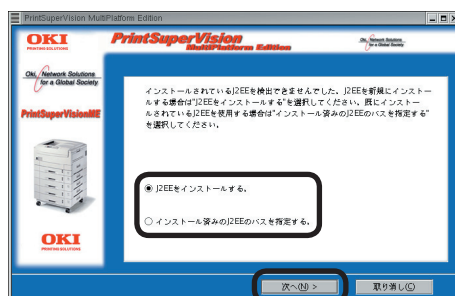 PrintSuperVision MultiPlatform Edition
OKI
PRINTING SOLUTIONS
PrintSuperVision
MultiPlatform Edition
Oki, Network Solutions
for a Global Society
Oki, Network Solutions
for a Global Society
PrintSuperVisionME
OKI
PRINTING SOLUTIONS
インストールされているJ2EEを検出できませんでした。J2EEを新規にインストー
ルする場合は"J2EEをインストールする"を選択してください。既にインストー
ルされているJ2EEを使用する場合は"インストール済みのJ2EEのパスを指定する"
を選択してください。
J2EEをインストールする。
インストール済みのJ2EEのパスを指定する。
次へ(N) >
取り消し(C)